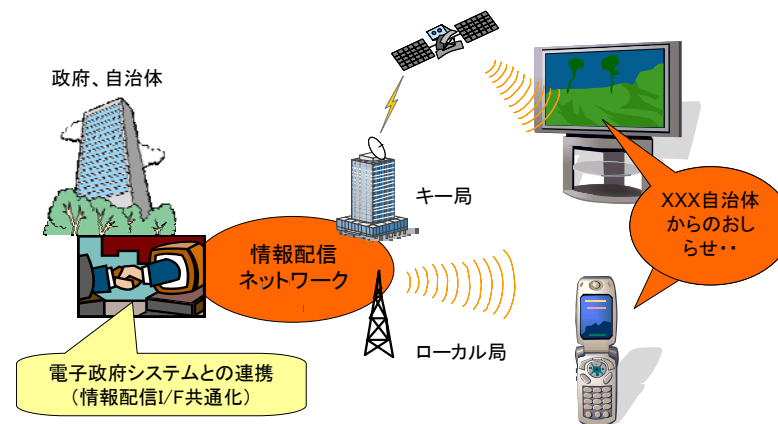 政府、自治体
キー局
XXX自治体
からのおし
らせ・・
情報配信
ネットワーク
ローカル局
電子政府システムとの連携
(情報配信I/F共通化)